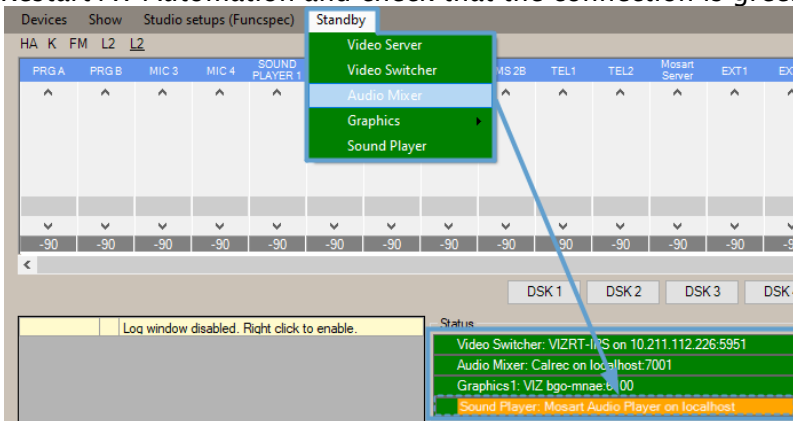 Restart AV Automation and check that the connection is gree
Devices Show Studio setups (Funcspec) Standby
HA K FM L2 L2
Video Server
Video Switcher
Audio Mixer
Graphics
Sound Player
PRG A PRG B MIC 3 MIC 4 SOUND PLAYER 1 MS 2B TEL1 TEL2 Mosart Server EXT1 EX
-90 -90 -90 -90 -90 -90 -90 -90 -90 -90 -90 -90 -90 -9
DSK 1 DSK 2 DSK 3 DSK
Log window disabled. Right click to enable.
Status
Video Switcher: VIZRT-IPS on 10.211.112.226:5951
Audio Mixer: Calrec on localhost:7001
Graphics1: VIZ bgo-mnae:6100
Sound Player: Mosart Audio Player on localhost